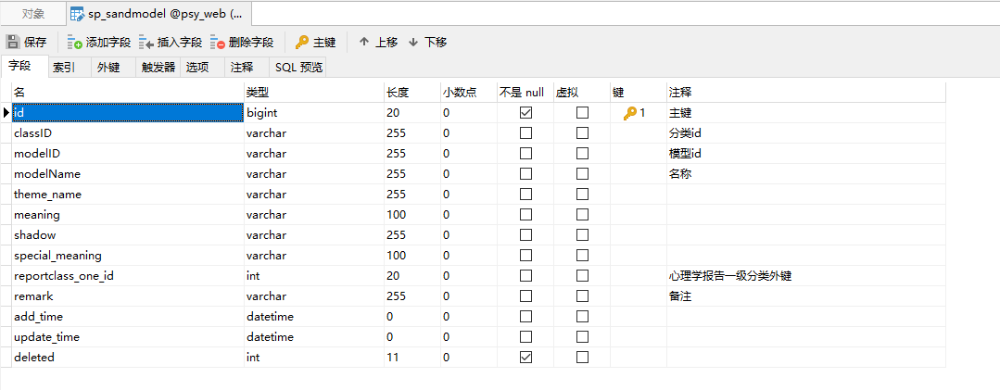 对象 sp_sandmodel @psy_web (...
保存 添加字段 插入字段 删除字段 主键 上移 下移
字段 索引 外键 触发器 选项 注释 SQL 预览
名 类型 长度 小数点 不是 null 虚拟 键 注释
id bigint 20 0 1 主键
classID varchar 255 0 分类id
modelID varchar 255 0 模型id
modelName varchar 255 0 名称
theme_name varchar 255 0
meaning varchar 100 0
shadow varchar 255 0
special_meaning varchar 100 0
reportclass_one_id int 20 0 心理学报告一级分类外键
remark varchar 255 0 备注
add_time datetime 0 0
update_time datetime 0 0
deleted int 11 0